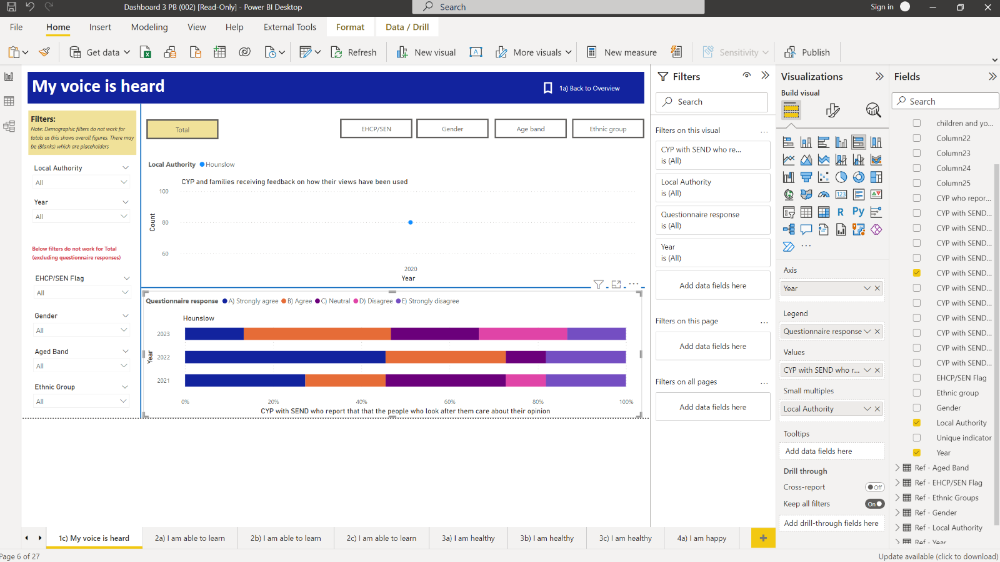 Dashboard 3 PB (002) [Read-Only] - Power BI Desktop
Search
Sign in
File Home Insert Modeling View Help External Tools Format Data / Drill
Get data Refresh New visual A More visuals New measure Sensitivity Publish
My voice is heard
1a) Back to Overview
Filters:
Note: Demographic filters do not work for
totals as this shows overall figures. There may
be (Blanks) which are placeholders
Local Authority
All
Year
All
Below filters do not work for Total
(excluding questionnaire responses)
EHCP/SEN Flag
All
Gender
All
Aged Band
All
Ethnic Group
All
Total EHCP/SEN Gender Age band Ethnic group
Local Authority Hounslow
CYP and families receiving feedback on how their views have been used
100
80
60
Count
2020
Year
Questionnaire response A) Strongly agree B) Agree C) Neutral D) Disagree E) Strongly disagree
Hounslow
2023
2022
2021
Year
0% 20% 40% 60% 80% 100%
CYP with SEND who report that that the people who look after them care about their opinion
Filters
Search
Filters on this visual ...
CYP with SEND who re...
is (All)
Local Authority
is (All)
Questionnaire response
is (All)
Year
is (All)
Add data fields here
Filters on this page ...
Add data fields here
Filters on all pages ...
Add data fields here
Visualizations
Build visual
123
R Py
...
Axis
Year
Legend
Questionnaire response
Values
CYP with SEND who r...
Small multiples
Local Authority
Tooltips
Add data fields here
Drill through
Cross-report Off
Keep all filters On
Add drill-through fields here
Fields
Search
children and yo...
Column22
Column23
Column24
Column25
CYP who repor...
CYP with SEND...
CYP with SEND...
CYP with SEND...
CYP with SEND...
CYP with SEND...
CYP with SEND...
CYP with SEND...
CYP with SEND...
CYP with SEND...
CYP with SEND...
CYP with SEND...
EHCP/SEN Flag
Ethnic group
Gender
Local Authority
Unique indicator
Year
Ref - Aged Band
Ref - EHCP/SEN Flag
Ref - Ethnic Groups
Ref - Gender
Ref - Local Authority
Ref - Year
1c) My voice is heard 2a) I am able to learn 2b) I am able to learn 2c) I am able to learn 3a) I am healthy 3b) I am healthy 3c) I am healthy 4a) I am happy
Page 6 of 27
Update available (click to download)